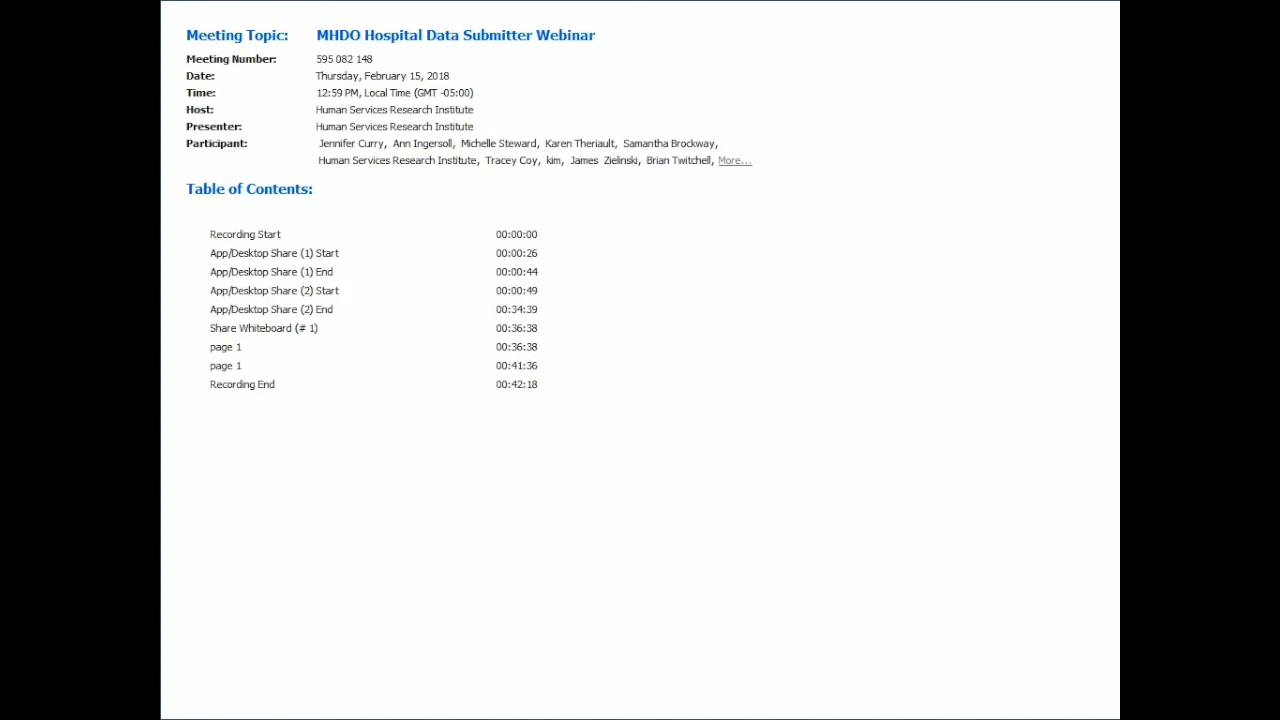 Meeting Topic: MHDO Hospital Data Submitter Webinar
Meeting Number: 595 082 148
Date: Thursday, February 15, 2018
Time: 12:59 PM, Local Time (GMT -05:00)
Host: Human Services Research Institute
Presenter: Human Services Research Institute
Participant: Jennifer Curry, Ann Ingersoll, Michelle Steward, Karen Theriault, Samantha Brockway,
Human Services Research Institute, Tracey Coy, kim, James Zielinski, Brian Twitchell, More...
Table of Contents:
Recording Start 00:00:00
App/Desktop Share (1) Start 00:00:26
App/Desktop Share (1) End 00:00:44
App/Desktop Share (2) Start 00:00:49
App/Desktop Share (2) End 00:34:39
Share Whiteboard (# 1) 00:36:38
page 1 00:36:38
page 1 00:41:36
Recording End 00:42:18